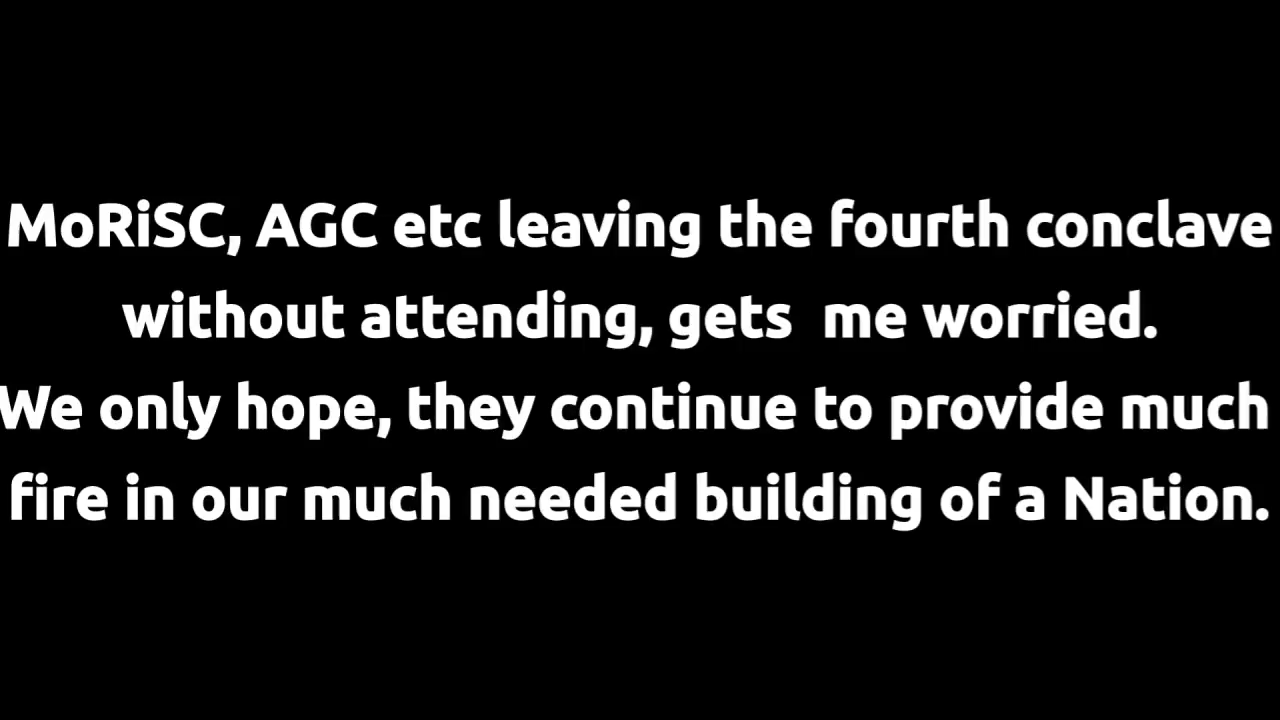 MoRiSC, AGC etc leaving the fourth conclave
without attending, gets  me worried.
We only hope, they continue to provide much
fire in our much needed building of a Nation.